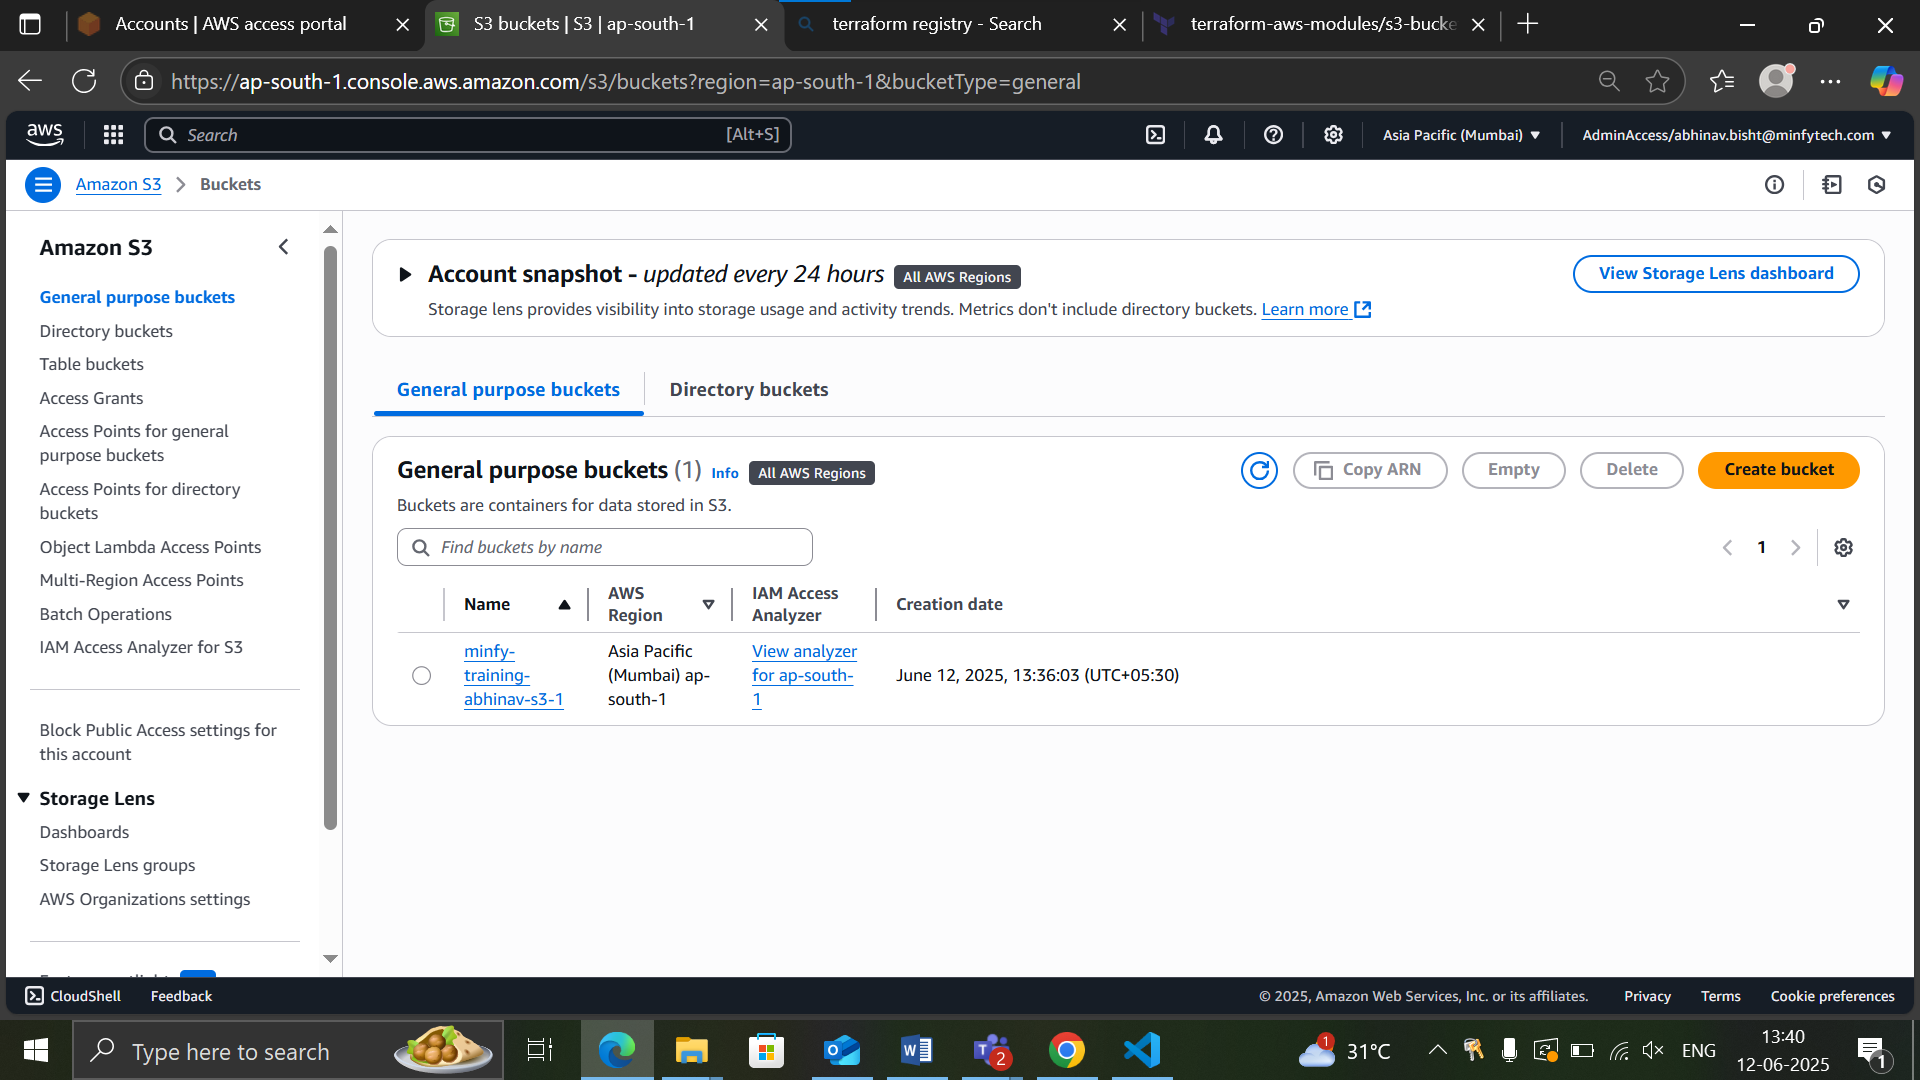 Accounts | AWS access portal
S3 buckets | S3 | ap-south-1
terraform registry - Search
terraform-aws-modules/s3-bucke
https://ap-south-1.console.aws.amazon.com/s3/buckets?region=ap-south-1&bucketType=general
aws
Search
[Alt+S]
Asia Pacific (Mumbai)
AdminAccess/abhinav.bisht@minfytech.com
Amazon S3
Buckets
Amazon S3
General purpose buckets
Directory buckets
Table buckets
Access Grants
Access Points for general
purpose buckets
Access Points for directory
buckets
Object Lambda Access Points
Multi-Region Access Points
Batch Operations
IAM Access Analyzer for S3
Block Public Access settings for
this account
Storage Lens
Dashboards
Storage Lens groups
AWS Organizations settings
Account snapshot - updated every 24 hours
All AWS Regions
View Storage Lens dashboard
Storage lens provides visibility into storage usage and activity trends. Metrics don't include directory buckets. Learn more
General purpose buckets
Directory buckets
General purpose buckets (1) Info
All AWS Regions
Copy ARN
Empty
Delete
Create bucket
Buckets are containers for data stored in S3.
Find buckets by name
1
Name
AWS
Region
IAM Access
Analyzer
Creation date
minfy-
training-
abhinav-s3-1
Asia Pacific
(Mumbai) ap-
south-1
View analyzer
for ap-south-
1
June 12, 2025, 13:36:03 (UTC+05:30)
CloudShell
Feedback
© 2025, Amazon Web Services, Inc. or its affiliates.
Privacy
Terms
Cookie preferences
Type here to search
2
1
31°C
ENG
13:40
12-06-2025
1